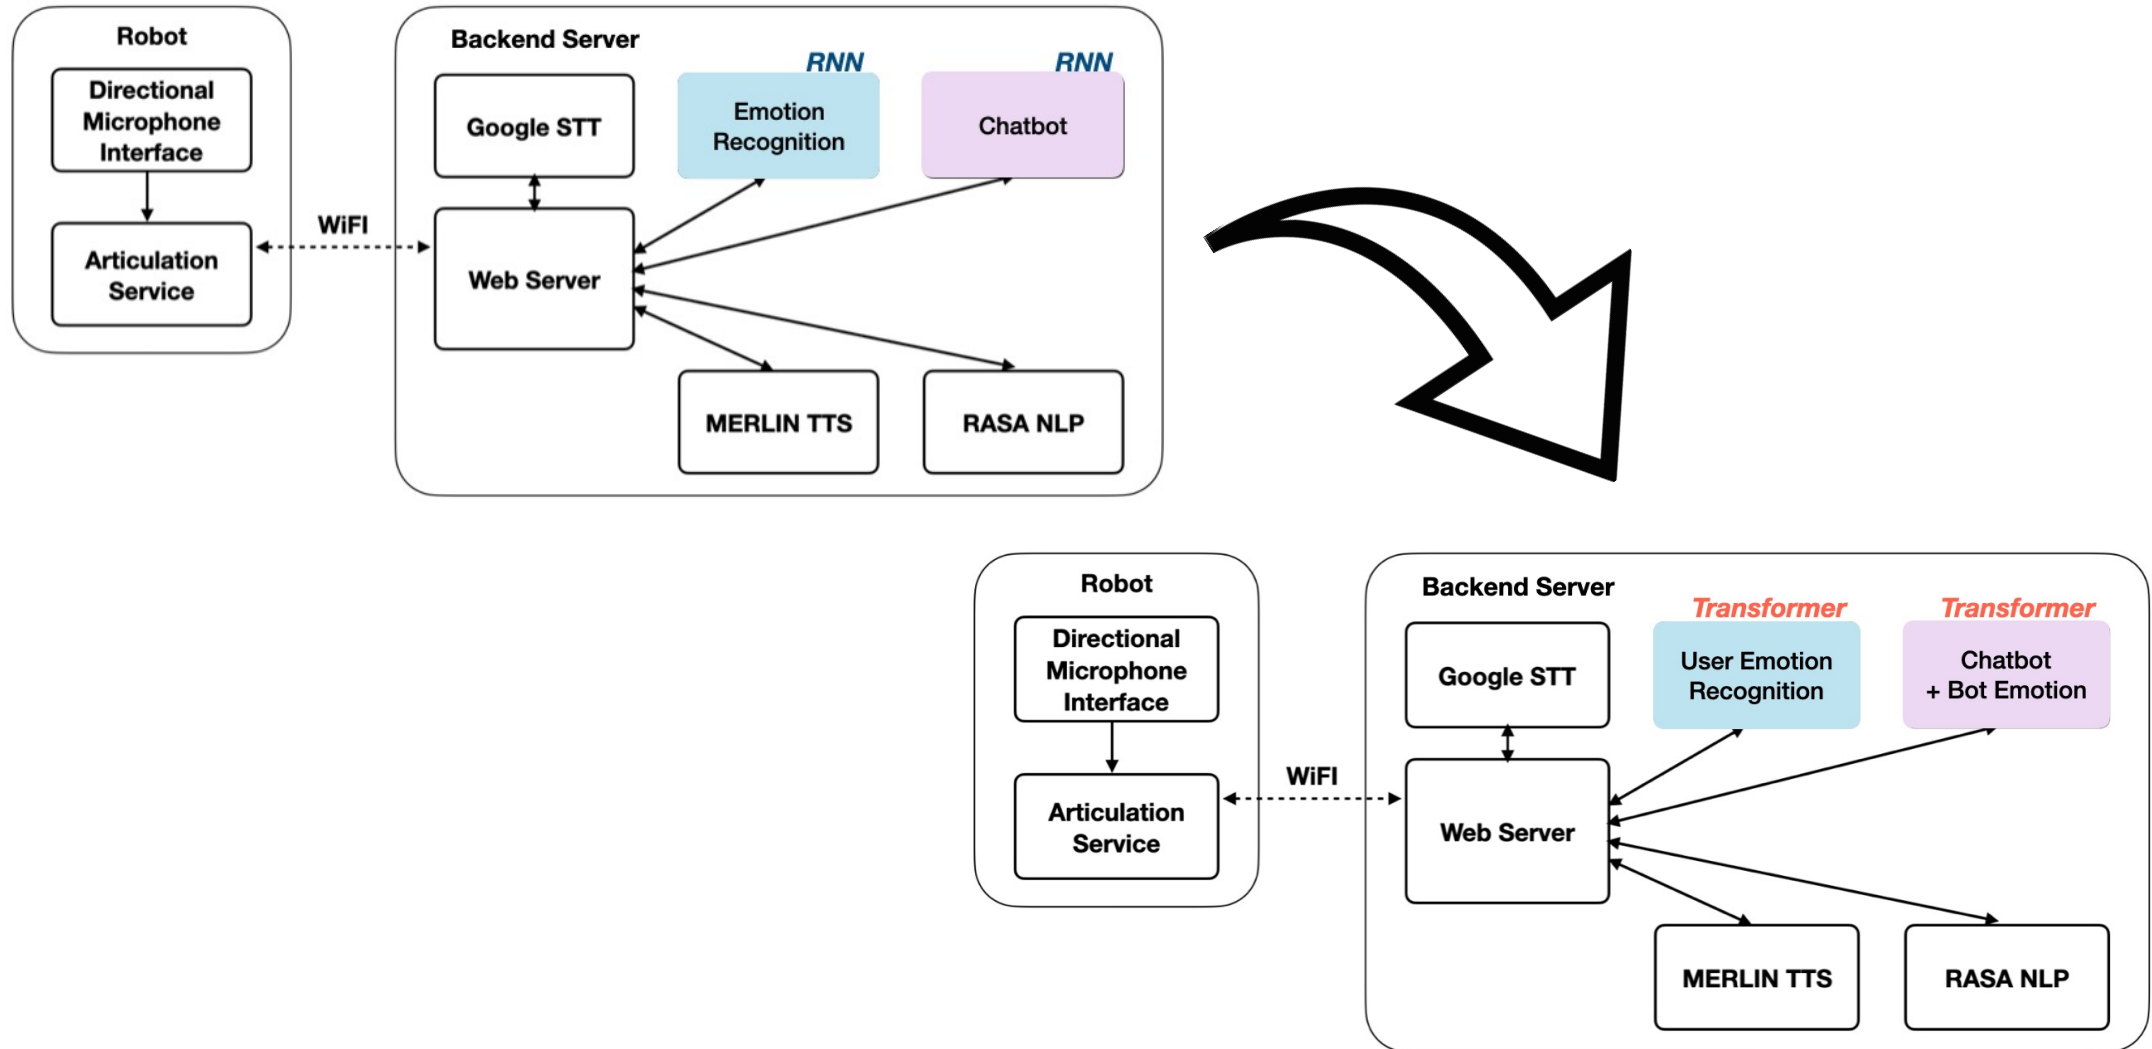 Robot
Directional
Microphone
Interface
Articulation
Service
WiFI
Backend Server
Google STT
RNN
Emotion
Recognition
RNN
Chatbot
Web Server
MERLIN TTS
RASA NLP
Robot
Directional
Microphone
Interface
Articulation
Service
WiFI
Backend Server
Google STT
Transformer
User Emotion
Recognition
Transformer
Chatbot
+ Bot Emotion
Web Server
MERLIN TTS
RASA NLP